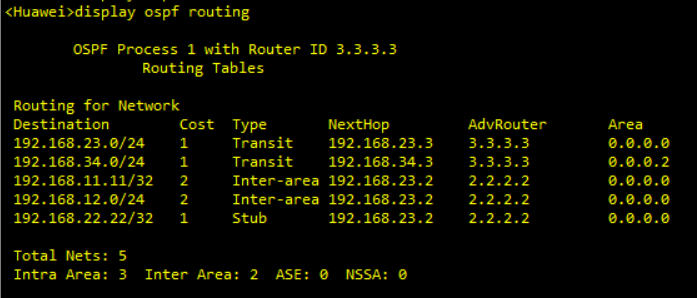 <Huawei>display ospf routing
OSPF Process 1 with Router ID 3.3.3.3
Routing Tables
Routing for Network
Destination Cost Type NextHop AdvRouter Area
192.168.23.0/24 1 Transit 192.168.23.3 3.3.3.3 0.0.0.0
192.168.34.0/24 1 Transit 192.168.34.3 3.3.3.3 0.0.0.2
192.168.11.11/32 2 Inter-area 192.168.23.2 2.2.2.2 0.0.0.0
192.168.12.0/24 2 Inter-area 192.168.23.2 2.2.2.2 0.0.0.0
192.168.22.22/32 1 Stub 192.168.23.2 2.2.2.2 0.0.0.0
Total Nets: 5
Intra Area: 3 Inter Area: 2 ASE: 0 NSSA: 0